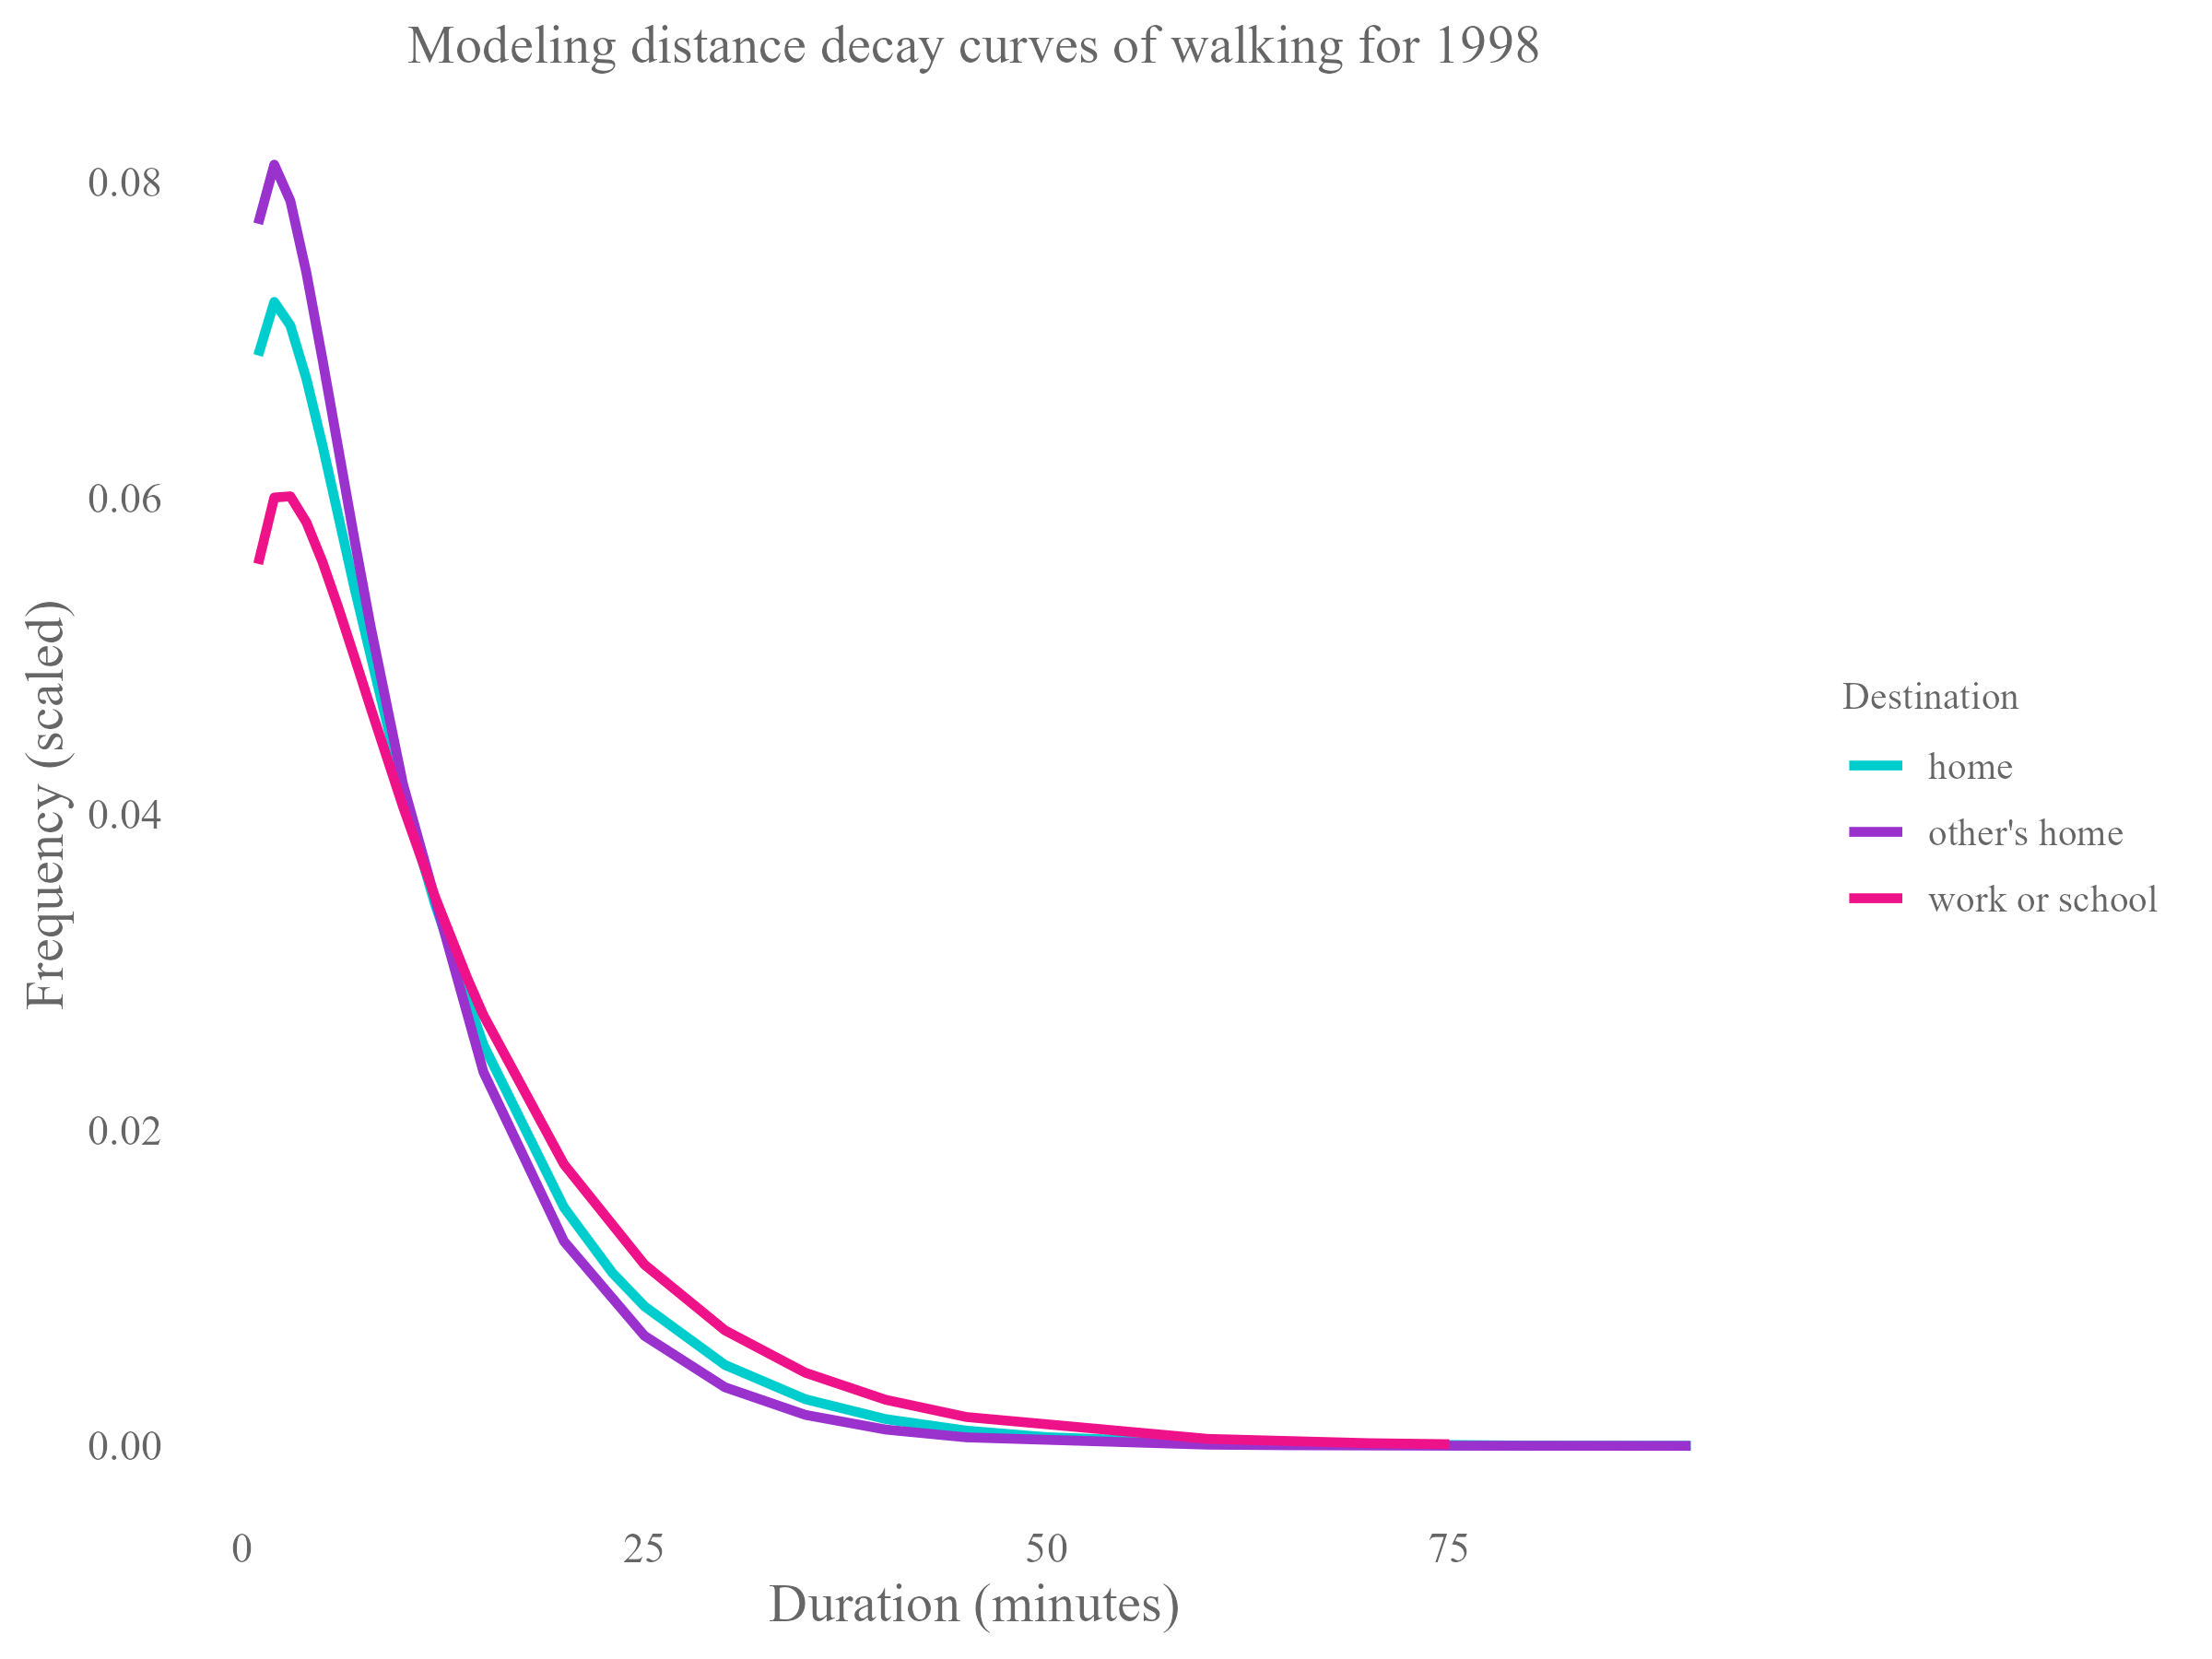 Modeling distance decay curves of walking for 1998
Frequency (scaled)
0.08
0.06
0.04
0.02
0.00
0
25
50
75
Duration (minutes)
Destination
home
other's home
work or school